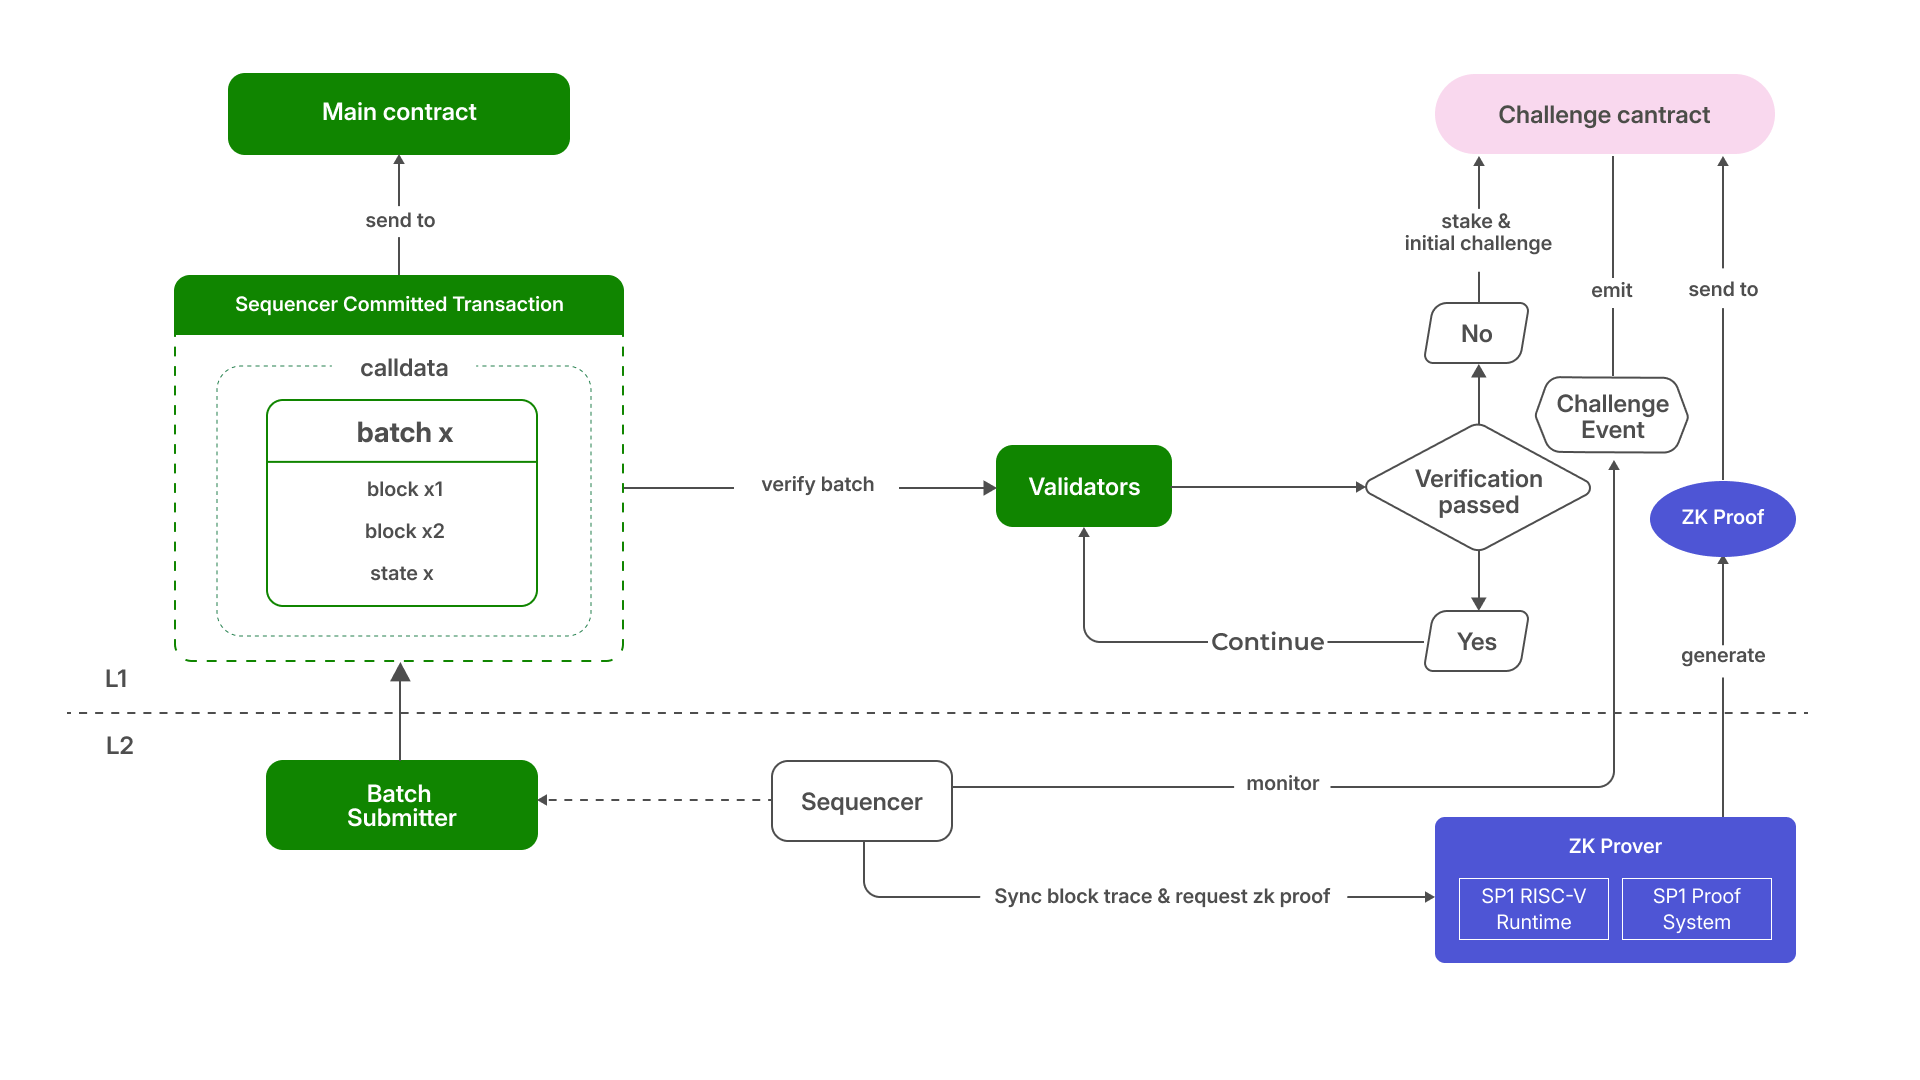 Main contract
Challenge cantract
send to
stake &
initial challenge
emit
send to
Sequencer Committed Transaction
calldata
batch x
block x1
block x2
state x
verify batch
Validators
No
Challenge
Event
Verification
passed
ZK Proof
Continue
Yes
generate
L1
L2
Batch
Submitter
Sequencer
monitor
Sync block trace & request zk proof
ZK Prover
SP1 RISC-V
Runtime
SP1 Proof
System